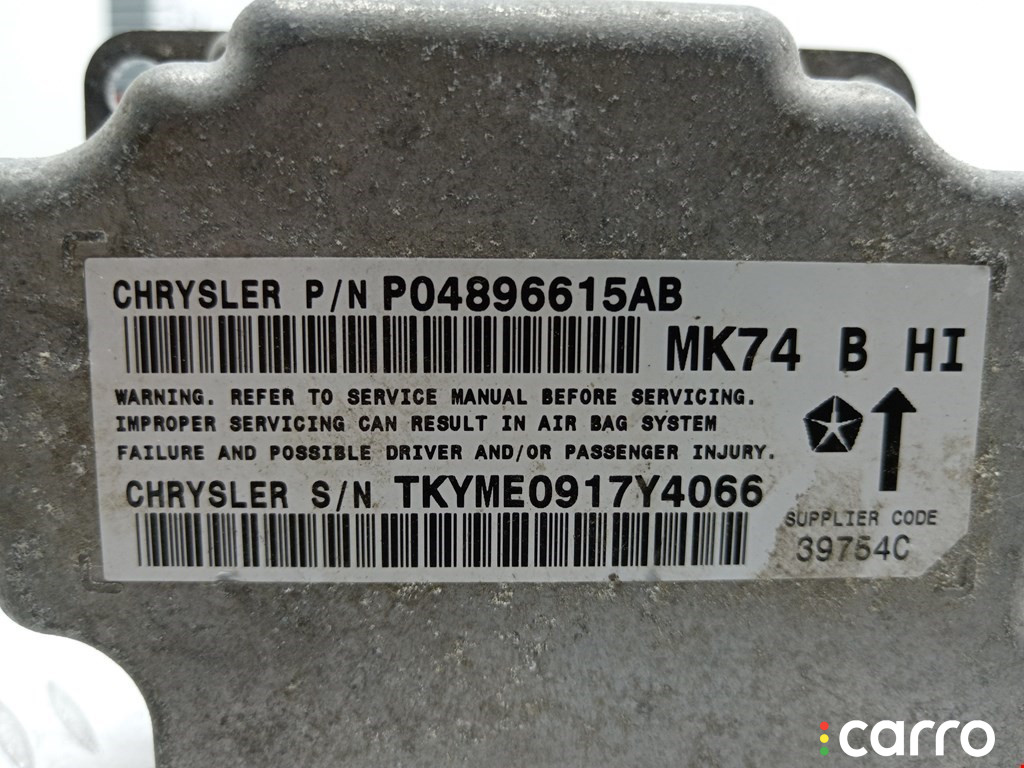 CHRYSLER P/N P04896615AB
MK74 B HI
WARNING. REFER TO SERVICE MANUAL BEFORE SERVICING.
IMPROPER SERVICING CAN RESULT IN AIR BAG SYSTEM
FAILURE AND POSSIBLE DRIVER AND/OR PASSENGER INJURY.
CHRYSLER S/N TKYME0917Y4066
SUPPLIER CODE
39754C
carro